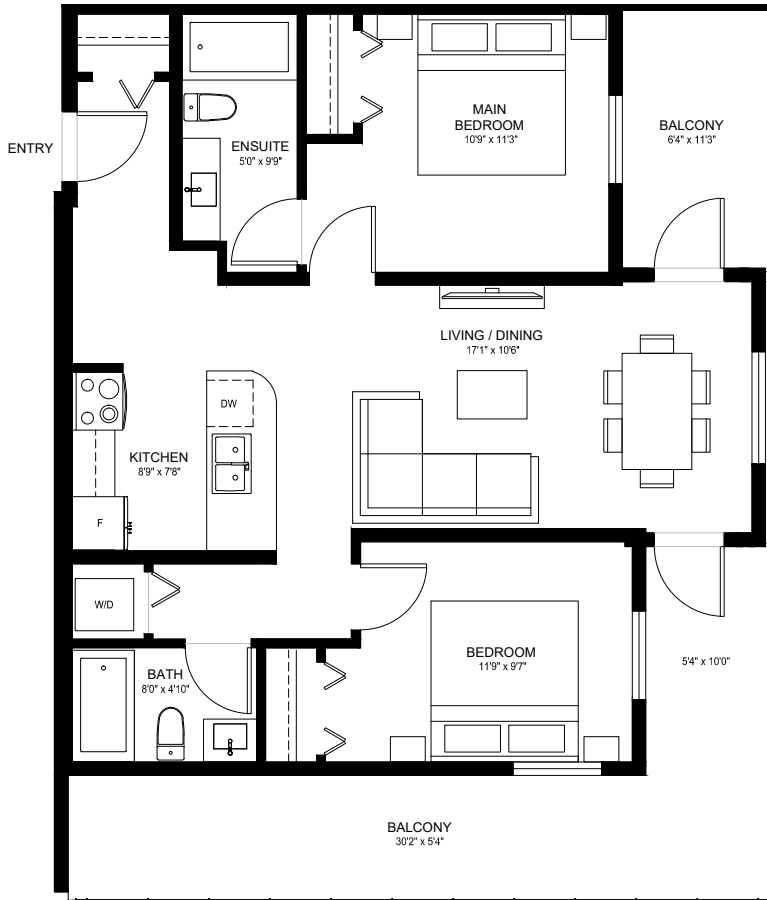 MAIN
BEDROOM
10'9" x 11'3"
BALCONY
6'4" x 11'3"
ENTRY
ENSUITE
5'0" x 9'9"
LIVING / DINING
17'1" x 10'6"
DW
KITCHEN
8'9" x 7'8"
F
W/D
BEDROOM
11'9" x 9'7"
5'4" x 10'0"
BATH
8'0" x 4'10"
BALCONY
30'2" x 5'4"